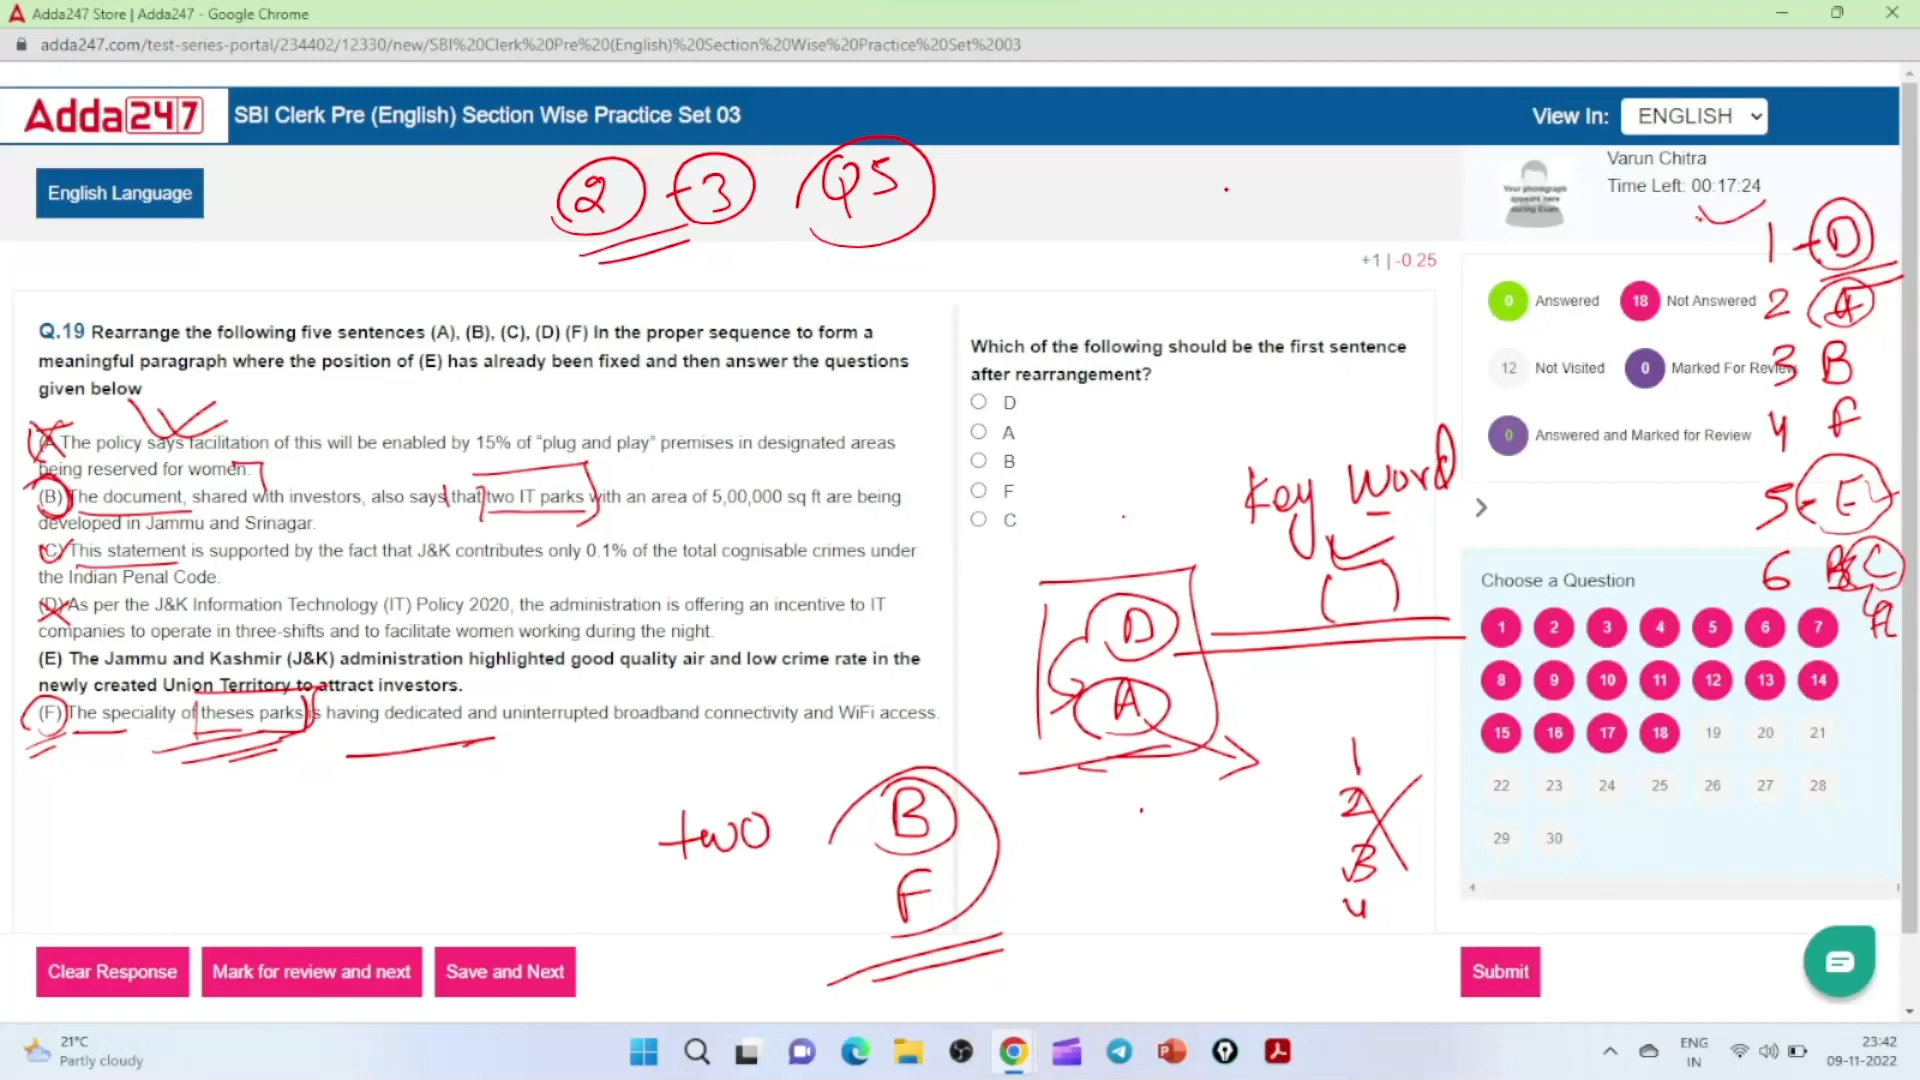 Adda247 Store | Adda247 - Google Chrome
adda247.com/test-series-portal/234402/12330/new/SBI%20Clerk%20Pre%20(English)%20Section%20Wise%20Practice%20Set%2003
Adda247
SBI Clerk Pre (English) Section Wise Practice Set 03
View In:
ENGLISH
English Language
2 - 3 Q5
Your photograph appears here during Exam
Varun Chitra
Time Left: 00:17:24
+1 | -0.25
Q.19 Rearrange the following five sentences (A), (B), (C), (D) (F) In the proper sequence to form a
meaningful paragraph where the position of (E) has already been fixed and then answer the questions
given below
(A) The policy says facilitation of this will be enabled by 15% of “plug and play” premises in designated areas
being reserved for women.
(B) The document, shared with investors, also says that two IT parks with an area of 5,00,000 sq ft are being
developed in Jammu and Srinagar.
(C) This statement is supported by the fact that J&K contributes only 0.1% of the total cognisable crimes under
the Indian Penal Code.
(D) As per the J&K Information Technology (IT) Policy 2020, the administration is offering an incentive to IT
companies to operate in three-shifts and to facilitate women working during the night.
(E) The Jammu and Kashmir (J&K) administration highlighted good quality air and low crime rate in the
newly created Union Territory to attract investors.
(F) The speciality of theses parks is having dedicated and uninterrupted broadband connectivity and WiFi access.
two
B
F
Which of the following should be the first sentence
after rearrangement?
D
A
B
F
C
Key Word
D
A
1
2
3
4
0 Answered
18 Not Answered
12 Not Visited
0 Marked For Review
0 Answered and Marked for Review
1 - D
2 A
3 B
4 F
5 - E
6 C
Choose a Question
1 2 3 4 5 6 7
8 9 10 11 12 13 14
15 16 17 18 19 20 21
22 23 24 25 26 27 28
29 30
Clear Response
Mark for review and next
Save and Next
Submit
21°C
Partly cloudy
ENG
IN
23:42
09-11-2022